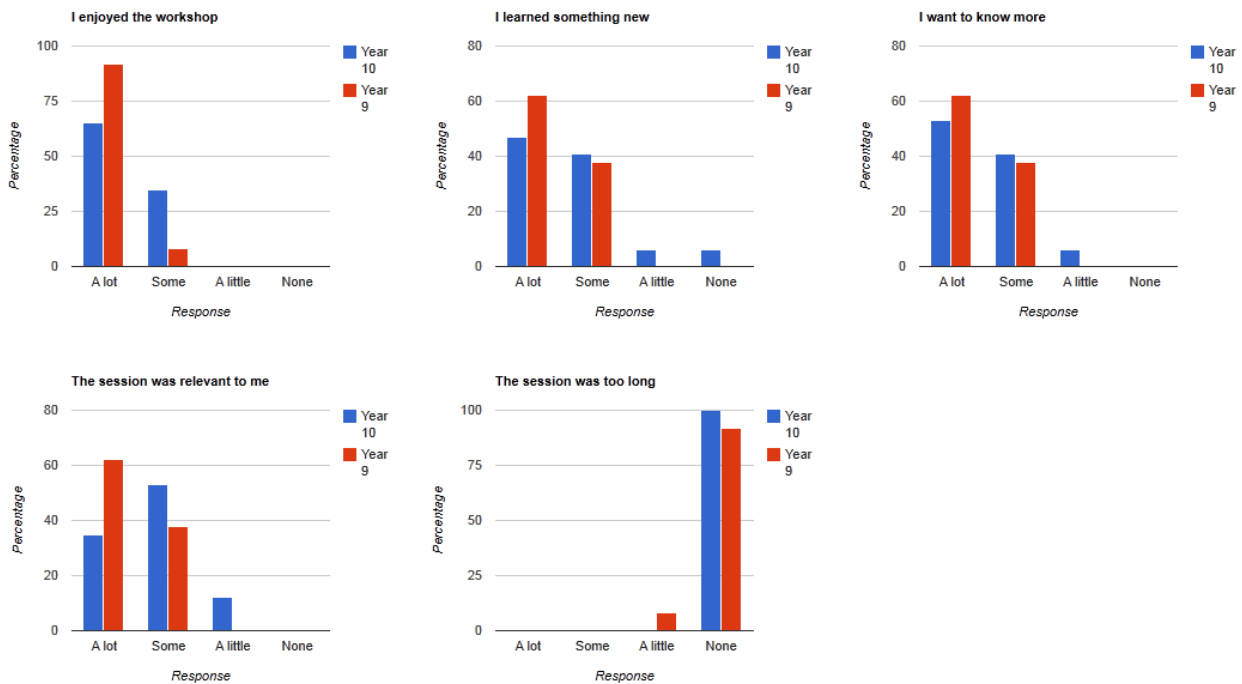 I enjoyed the workshop
100
75
50
25
0
Percentage
A lot
Some
A little
None
Response
Year
10
Year
9
I learned something new
80
60
40
20
0
Percentage
A lot
Some
A little
None
Response
Year
10
Year
9
I want to know more
80
60
40
20
0
Percentage
A lot
Some
A little
None
Response
Year
10
Year
9
The session was relevant to me
80
60
40
20
0
Percentage
A lot
Some
A little
None
Response
Year
10
Year
9
The session was too long
100
75
50
25
0
Percentage
A lot
Some
A little
None
Response
Year
10
Year
9